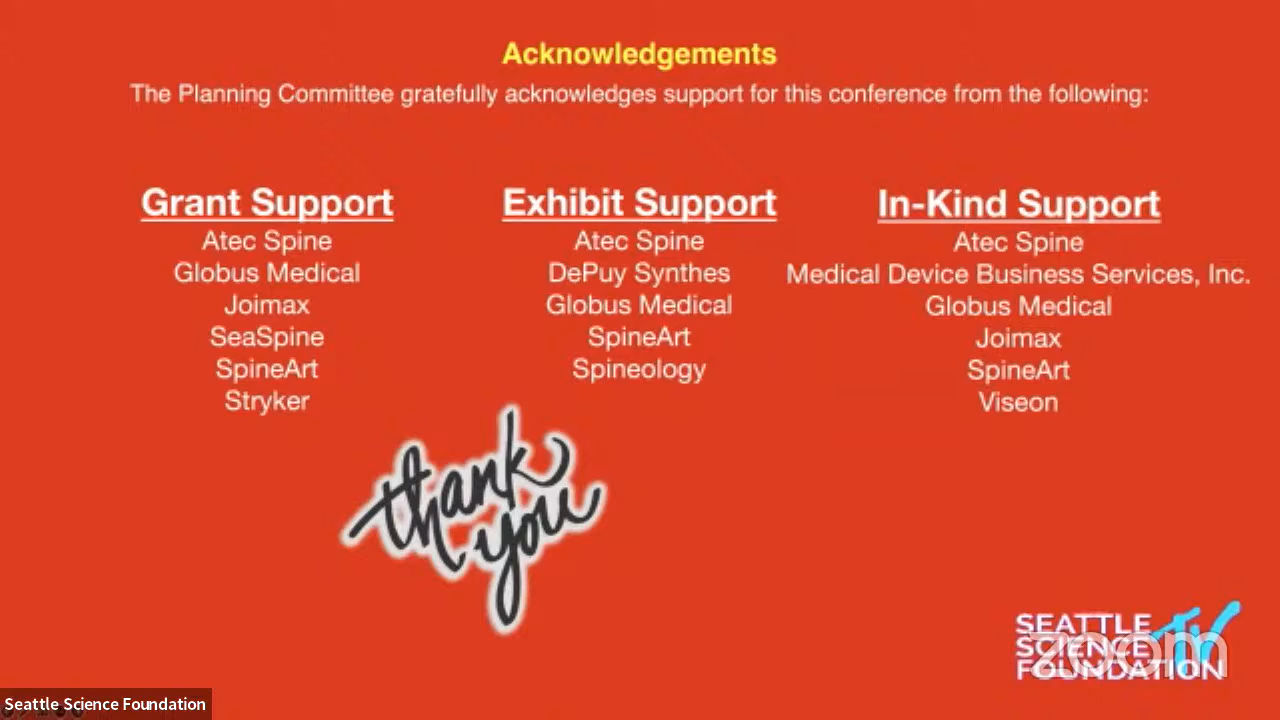 Acknowledgements
The Planning Committee gratefully acknowledges support for this conference from the following:
Grant Support
Atec Spine
Globus Medical
Joimax
SeaSpine
SpineArt
Stryker
Exhibit Support
Atec Spine
DePuy Synthes
Globus Medical
SpineArt
Spineology
In-Kind Support
Atec Spine
Medical Device Business Services, Inc.
Globus Medical
Joimax
SpineArt
Viseon
thank
you
SEATTLE
SCIENCE TV
FOUNDATION
zoom
Seattle Science Foundation